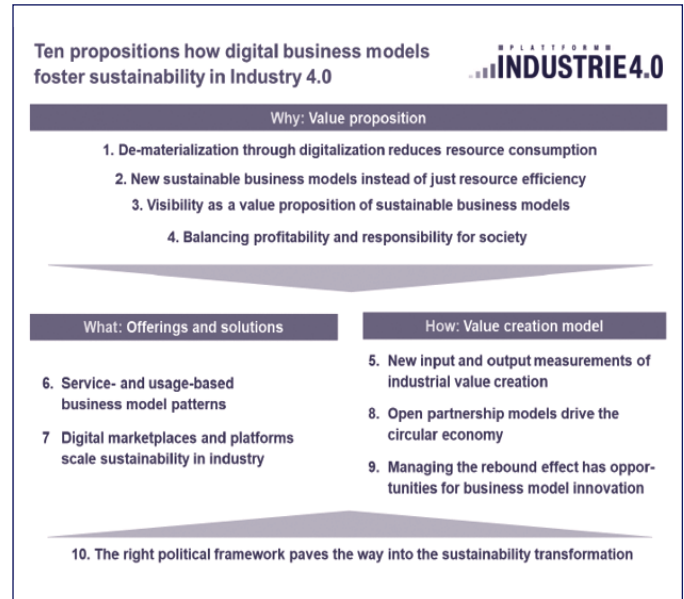 Ten propositions how digital business models
foster sustainability in Industry 4.0
PLATTFORM
INDUSTRIE4.0
Why: Value proposition
1. De-materialization through digitalization reduces resource consumption
2. New sustainable business models instead of just resource efficiency
3. Visibility as a value proposition of sustainable business models
4. Balancing profitability and responsibility for society
What: Offerings and solutions
6. Service- and usage-based
business model patterns
7 Digital marketplaces and platforms
scale sustainability in industry
How: Value creation model
5. New input and output measurements of
industrial value creation
8. Open partnership models drive the
circular economy
9. Managing the rebound effect has oppor-
tunities for business model innovation
10. The right political framework paves the way into the sustainability transformation